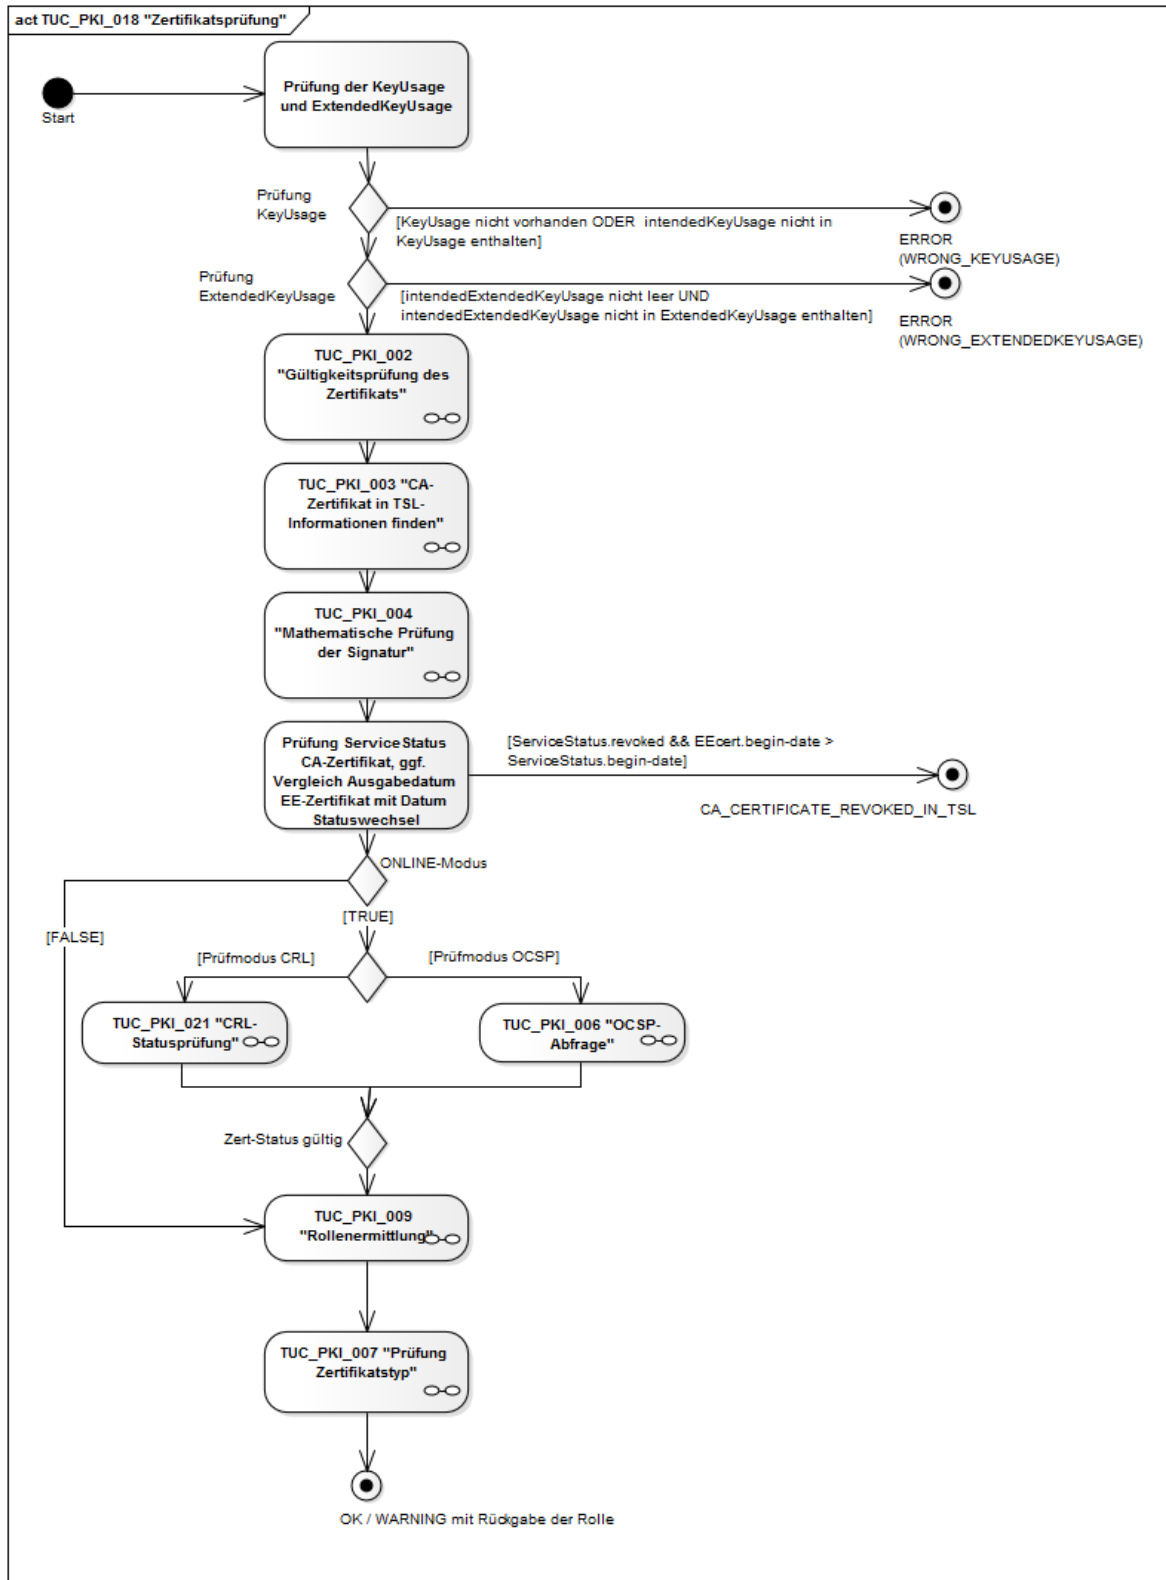 act TUC_PKI_018 "Zertifikatsprüfung"
Prüfung der KeyUsage
und ExtendedKeyUsage
Start
Prüfung
KeyUsage
[KeyUsage nicht vorhanden ODER intendedKeyUsage nicht in
KeyUsage enthalten]
ERROR
(WRONG_KEYUSAGE)
Prüfung
ExtendedKeyUsage
[intendedExtendedKeyUsage nicht leer UND
intendedExtendedKeyUsage nicht in ExtendedKeyUsage enthalten]
ERROR
(WRONG_EXTENDEDKEYUSAGE)
TUC_PKI_002
"Gültigkeitsprüfung des
Zertifikats"
TUC_PKI_003 "CA-
Zertifikat in TSL-
Informationen finden"
TUC_PKI_004
"Mathematische Prüfung
der Signatur"
Prüfung ServiceStatus
CA-Zertifikat, ggf.
Vergleich Ausgabedatum
EE-Zertifikat mit Datum
Statuswechsel
[ServiceStatus.revoked && EEcert.begin-date >
ServiceStatus.begin-date]
CA_CERTIFICATE_REVOKED_IN_TSL
ONLINE-Modus
[TRUE]
[FALSE]
[Prüfmodus CRL]
[Prüfmodus OCSP]
TUC_PKI_021 "CRL-
Statusprüfung"
TUC_PKI_006 "OCSP-
Abfrage"
Zert-Status gültig
TUC_PKI_009
"Rollenermittlung"
TUC_PKI_007 "Prüfung
Zertifikatstyp"
OK / WARNING mit Rückgabe der Rolle